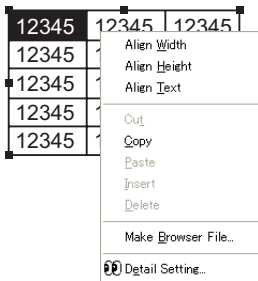 12345 12345 12345
12345
12345
12345
12345
Align Width
Align Height
Align Text
Cut
Copy
Paste
Insert
Delete
Make Browser File...
Detail Setting...